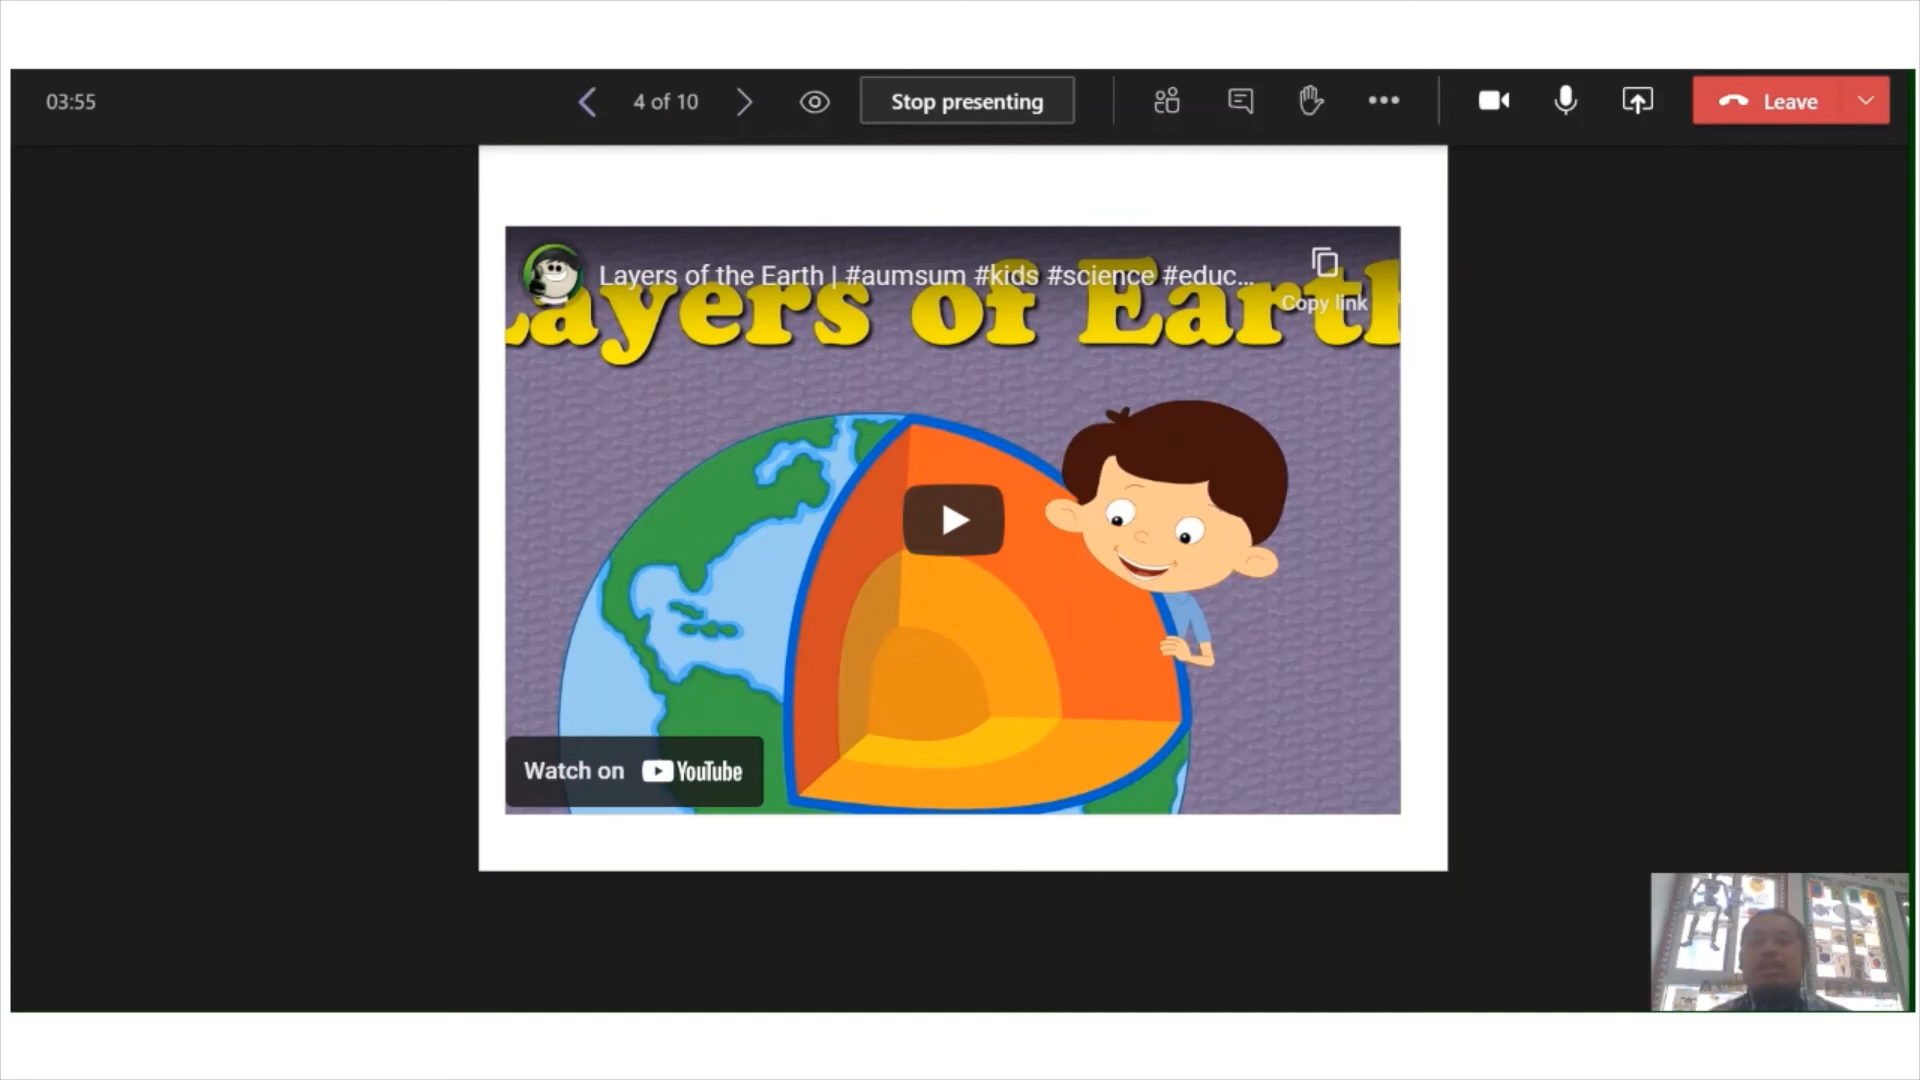 03:55
4 of 10
Stop presenting
Leave
Layers of the Earth | #aumsum #kids #science #educ...
Copy link
Layers of Earth
Watch on YouTube